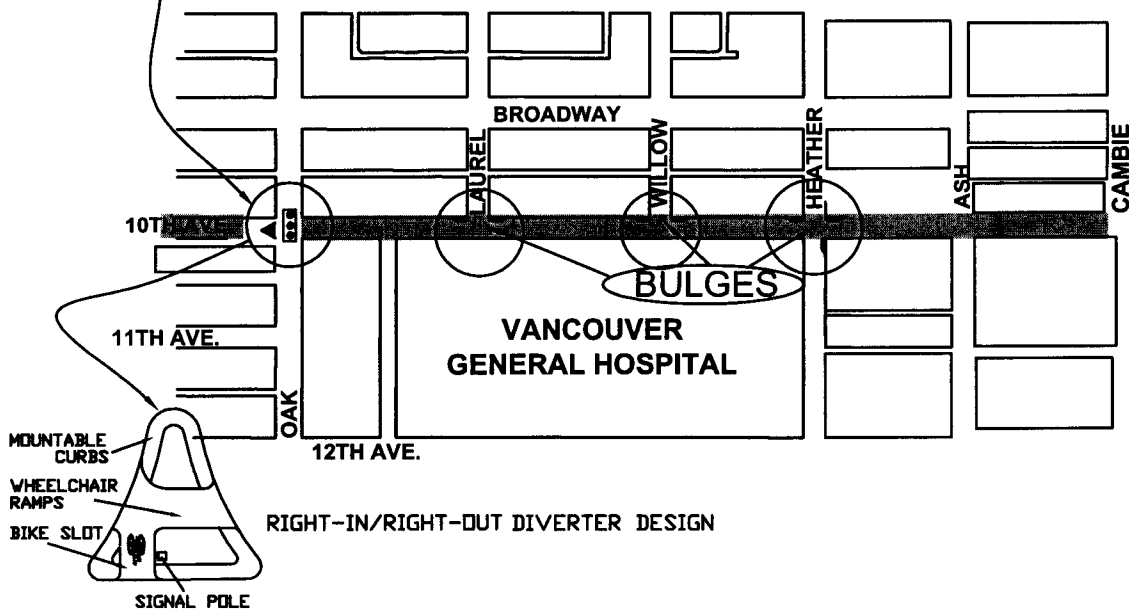 BROADWAY
LAUREL
WILLOW
HEATHER
ASH
CAMBIE
10TH AVE.
BULGES
VANCOUVER
GENERAL HOSPITAL
11TH AVE.
OAK
12TH AVE.
MOUNTABLE
CURBS
WHEELCHAIR
RAMPS
BIKE SLOT
RIGHT-IN/RIGHT-OUT DIVERTER DESIGN
SIGNAL POLE